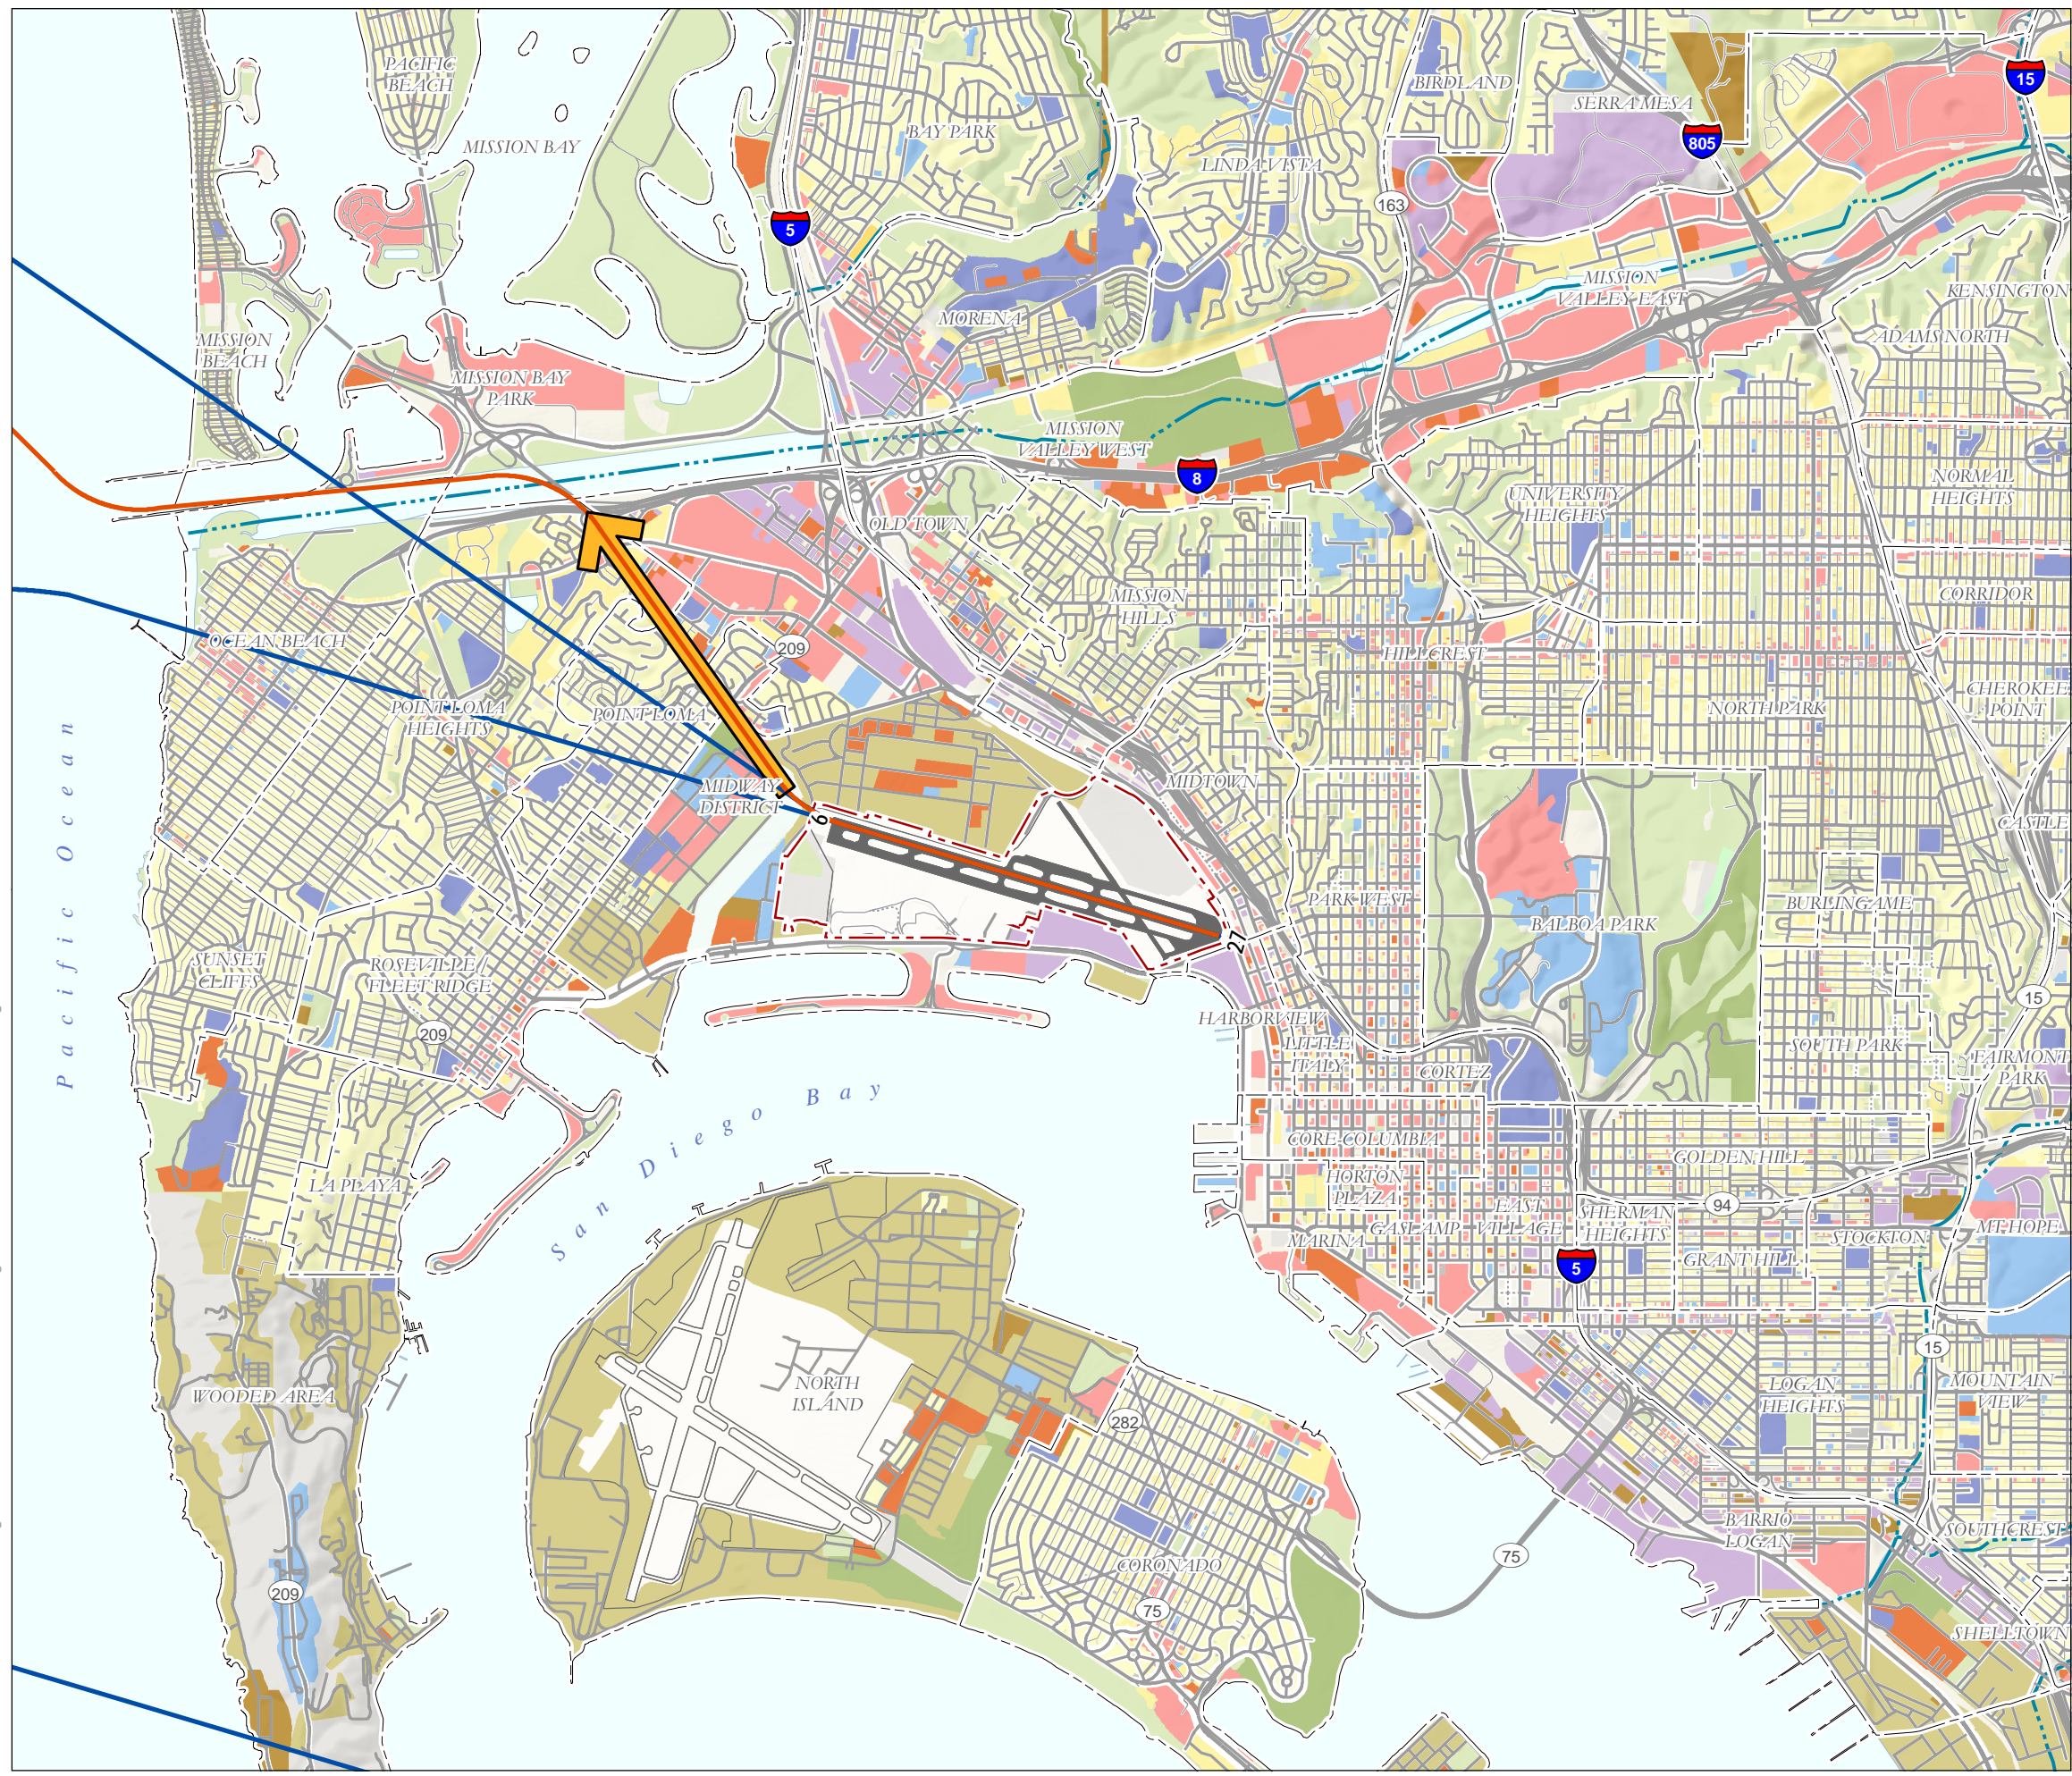 PACIFIC
BEACH
MISSION BAY
5
BAY PARK
LINDA VISTA
BIRDLAND
SERRA MESA
805
15
163
MISSION
BEACH
MISSION BAY
PARK
MORENA
MISSION
VALLEY EAST
KENSINGTON
ADAMS NORTH
MISSION
VALLEY WEST
8
OLD TOWN
UNIVERSITY
HEIGHTS
NORMAL
HEIGHTS
OCEAN BEACH
209
MISSION
HILLS
HILLCREST
CORRIDOR
POINT LOMA
HEIGHTS
POINT LOMA
NORTH PARK
CHEROKEE
POINT
MIDWAY
DISTRICT
MIDTOWN
9
27
CASTLE
Pacific Ocean
PARK WEST
BALBOA PARK
BURLINGAME
SUNSET
CLIFFS
ROSEVILLE/
FLEET RIDGE
209
HARBORVIEW
15
LITTLE
ITALY
CORTEZ
SOUTH PARK
FAIRMONT
PARK
San Diego Bay
CORE-COLUMBIA
GOLDEN HILL
LA PLAYA
HORTON
PLAZA
94
EAST
VILLAGE
GASLAMP
MARINA
SHERMAN
HEIGHTS
STOCKTON
MT HOPE
5
GRANT HILL
15
WOODED AREA
NORTH
ISLAND
282
LOGAN
HEIGHTS
MOUNTAIN
VIEW
BARRIO
LOGAN
SOUTHCREST
209
CORONADO
75
75
SHELLTOWN